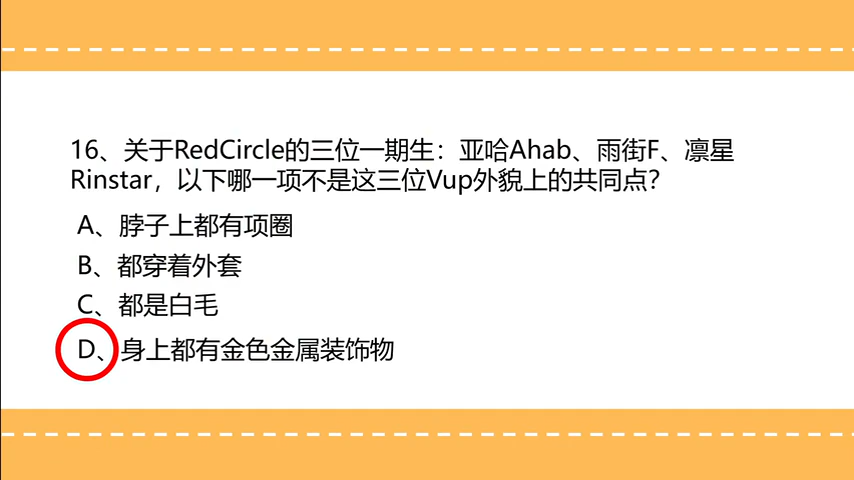 16、关于RedCircle的三位一期生：亚哈Ahab、雨街F、凛星
Rinstar，以下哪一项不是这三位Vup外貌上的共同点？
A、脖子上都有项圈
B、都穿着外套
C、都是白毛
D、身上都有金色金属装饰物